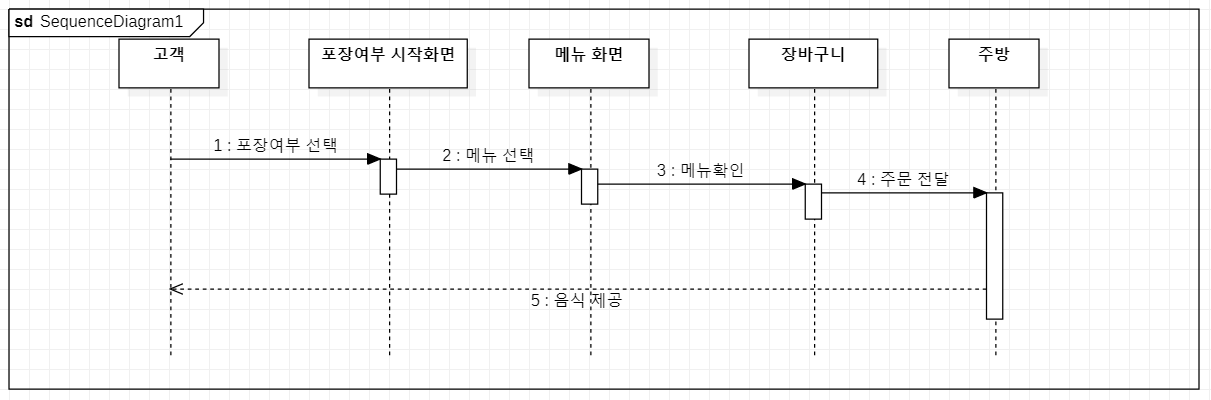 sd SequenceDiagram1
고객
포장여부 시작화면
메뉴 화면
장바구니
주방
1 : 포장여부 선택
2 : 메뉴 선택
3 : 메뉴확인
4 : 주문 전달
5 : 음식 제공